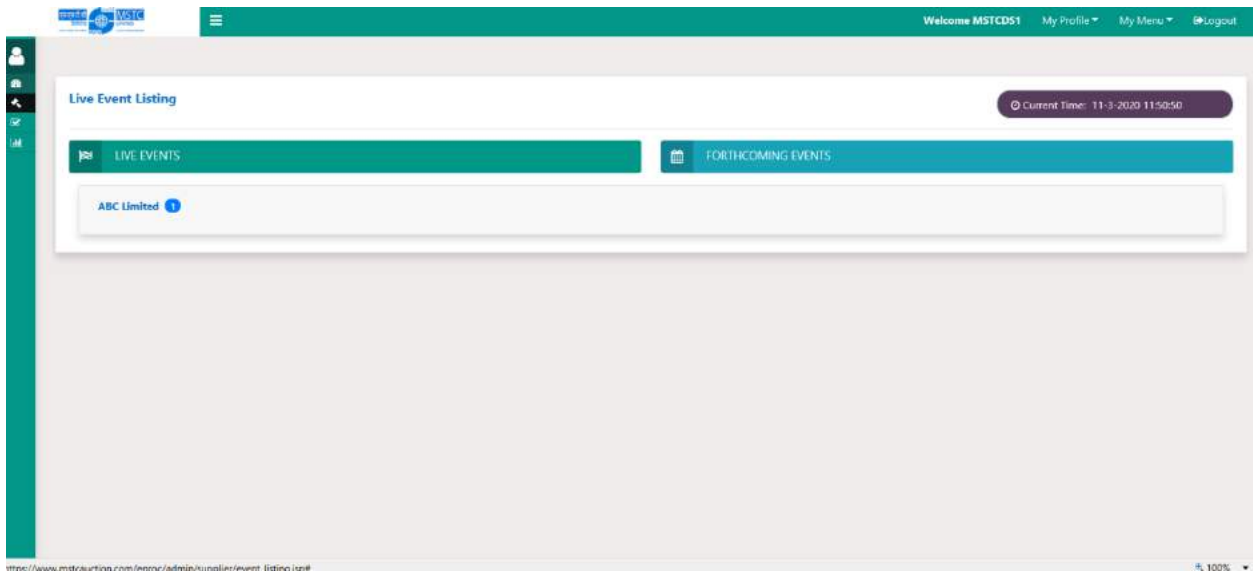 MSTC
Welcome MSTCDS1 My Profile My Menu Logout
Live Event Listing
Current Time: 11-3-2020 11:50:50
LIVE EVENTS
FORTHCOMING EVENTS
ABC Limited 1
https://www.mstcauction.com/eproc/admin/supplier/event_listing.jsp#
100%